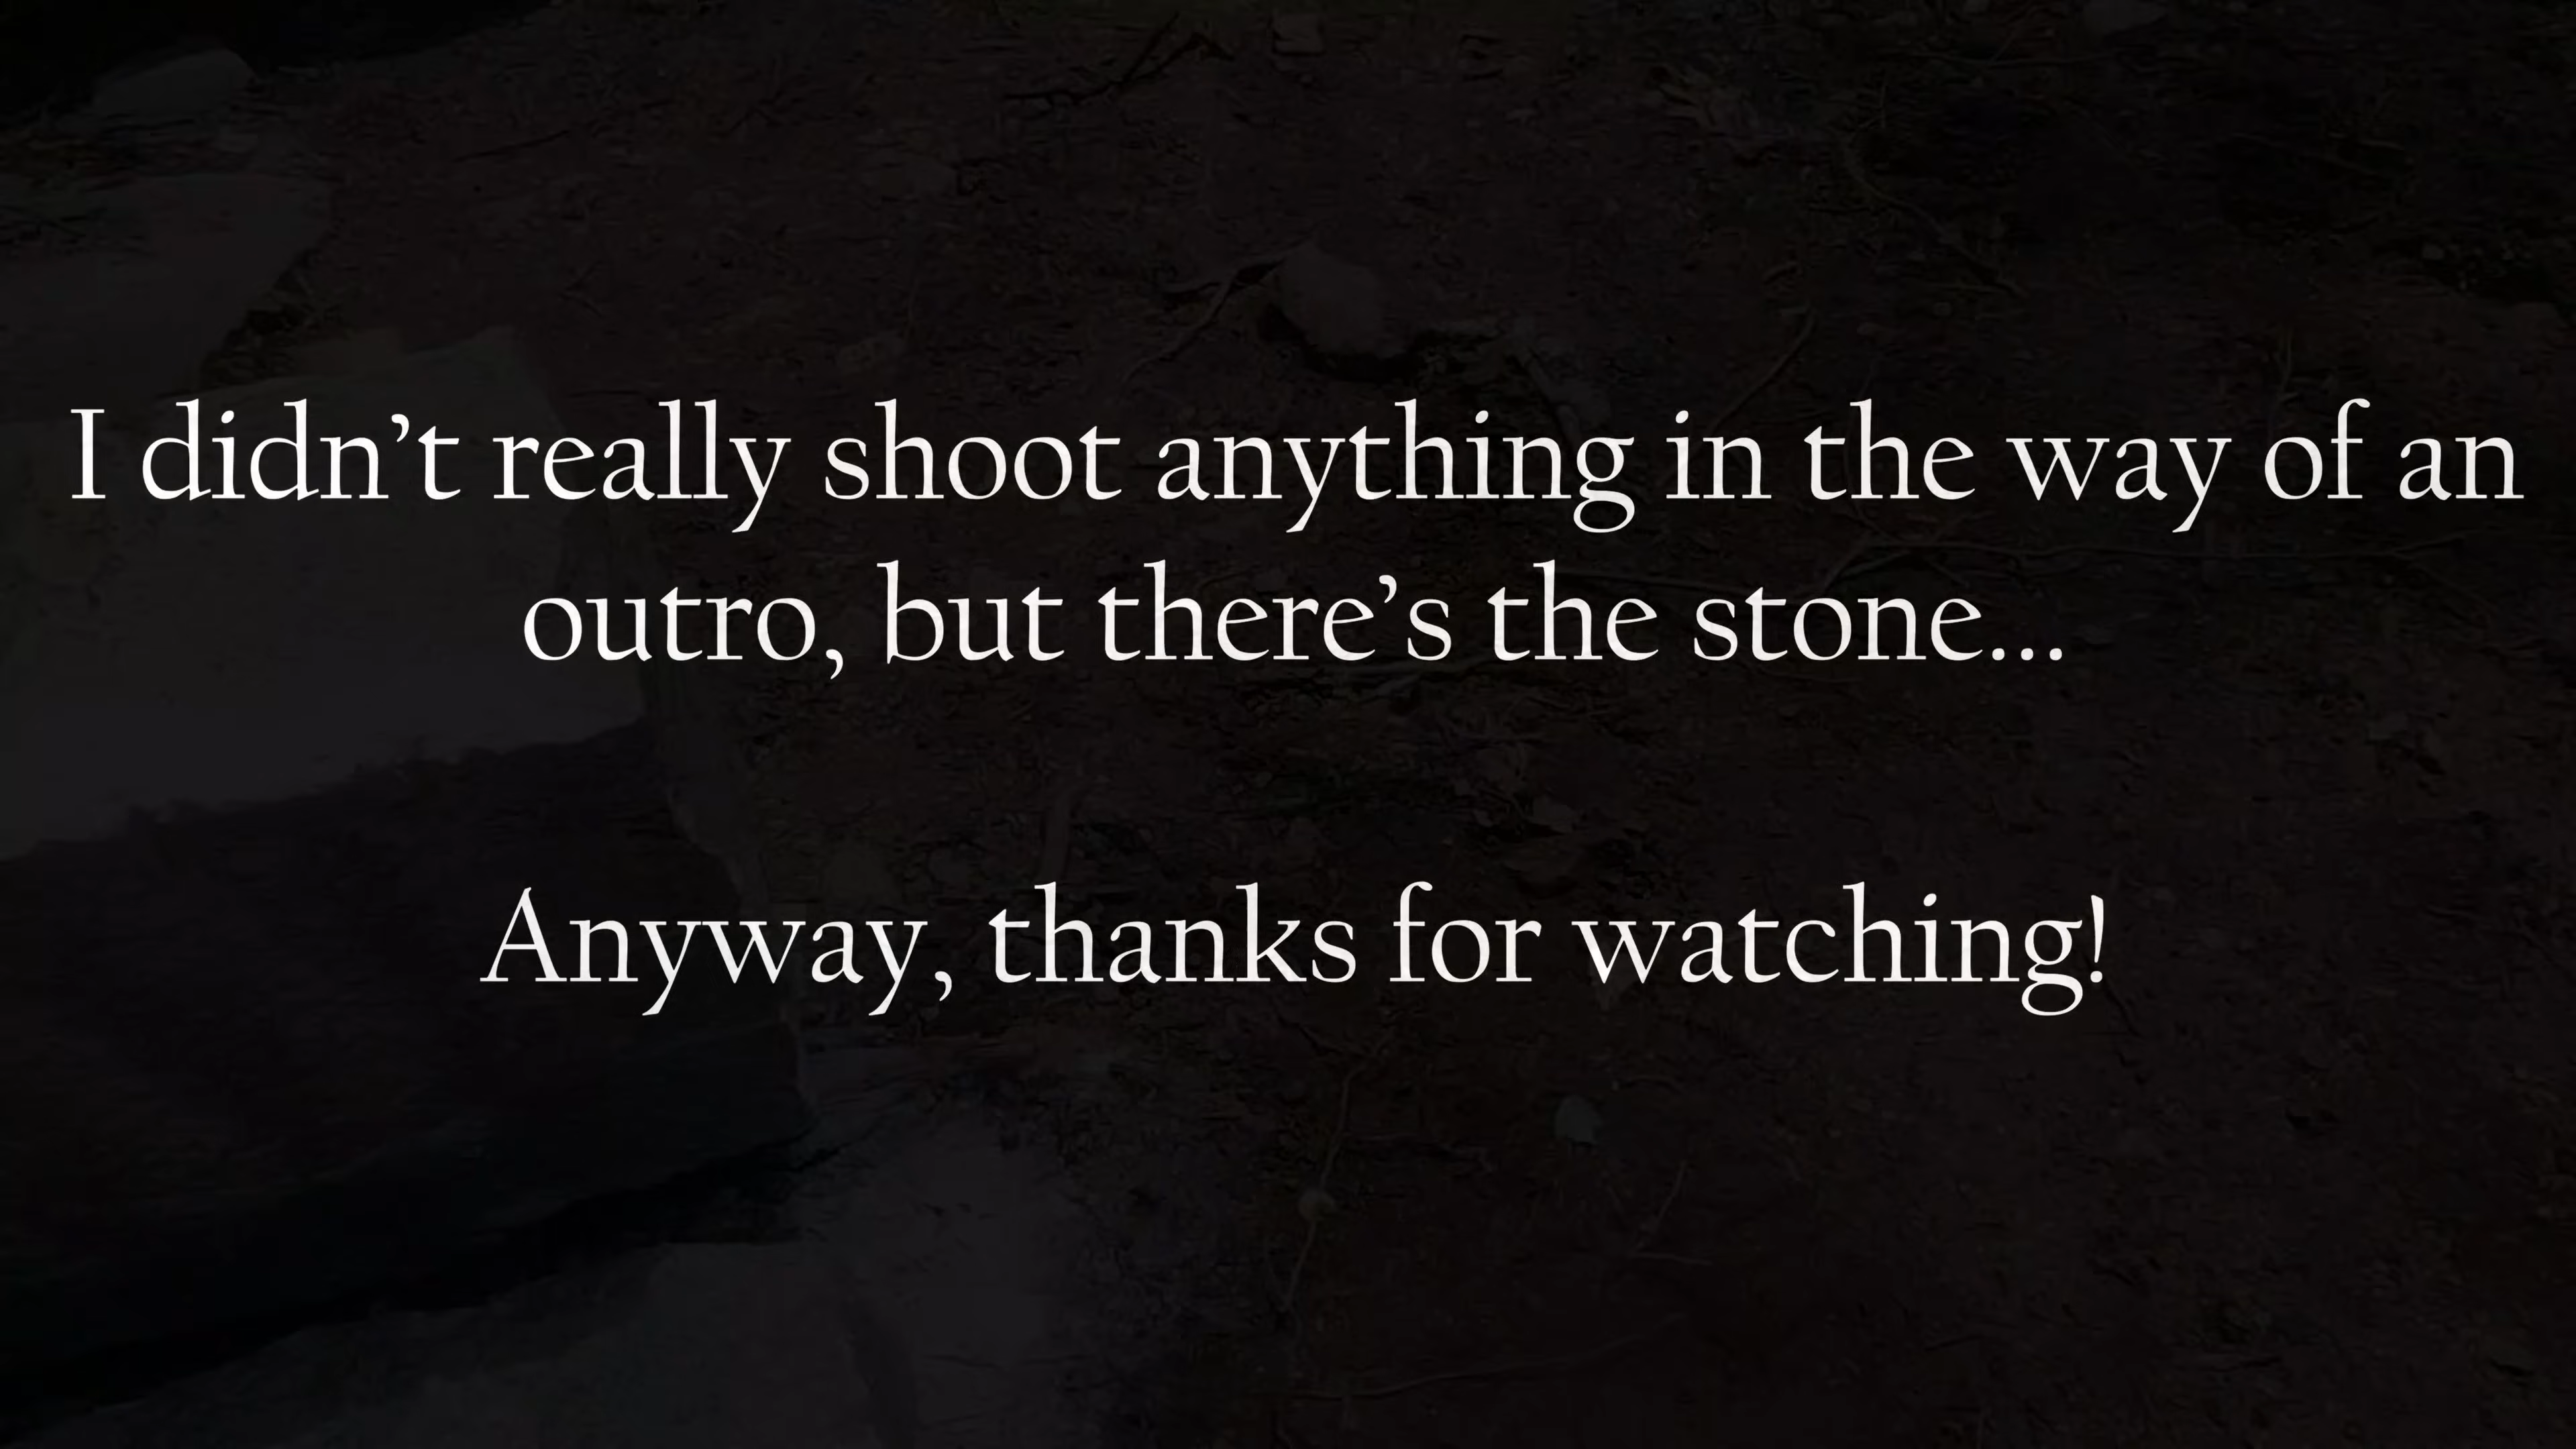 I didn’t really shoot anything in the way of an
outro, but there’s the stone...
Anyway, thanks for watching!